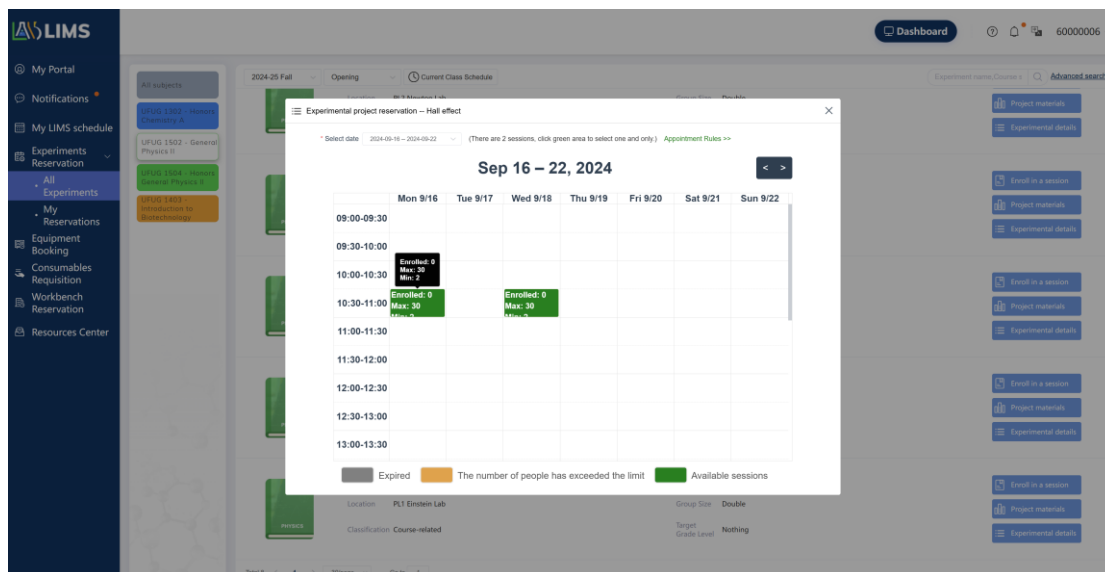 LIMS
Dashboard
60000006
My Portal
Notifications
My LIMS schedule
Experiments
Reservation
All
Experiments
My
Reservations
Equipment
Booking
Consumables
Requisition
Workbench
Reservation
Resources Center
All subjects
UFUG 1302 - Honors
Chemistry II
UFUG 1502 - General
Physics II
UFUG 1504 - Honors
General Physics II
UFUG 1403 -
Introduction to
Biotechnology
2024-25 Fall
Opening
Current Class Schedule
Advanced search
Project materials
Experimental details
Enroll in a session
Project materials
Experimental details
Enroll in a session
Project materials
Experimental details
Enroll in a session
Project materials
Experimental details
Enroll in a session
Project materials
Experimental details
Experimental project reservation -- Hall effect
* Select date 2024-09-16 – 2024-09-22 (There are 2 sessions, click green area to select one and only.) Appointment Rules >>
Sep 16 – 22, 2024
< >
Mon 9/16 Tue 9/17 Wed 9/18 Thu 9/19 Fri 9/20 Sat 9/21 Sun 9/22
09:00-09:30
09:30-10:00
Enrolled: 0
Max: 30
Min: 2
10:00-10:30
10:30-11:00
Enrolled: 0
Max: 30
Min: 2
Enrolled: 0
Max: 30
11:00-11:30
11:30-12:00
12:00-12:30
12:30-13:00
13:00-13:30
Expired
The number of people has exceeded the limit
Available sessions
PHYSICS
Location PL1 Einstein Lab
Group Size Double
Classification Course-related
Target
Grade Level Nothing